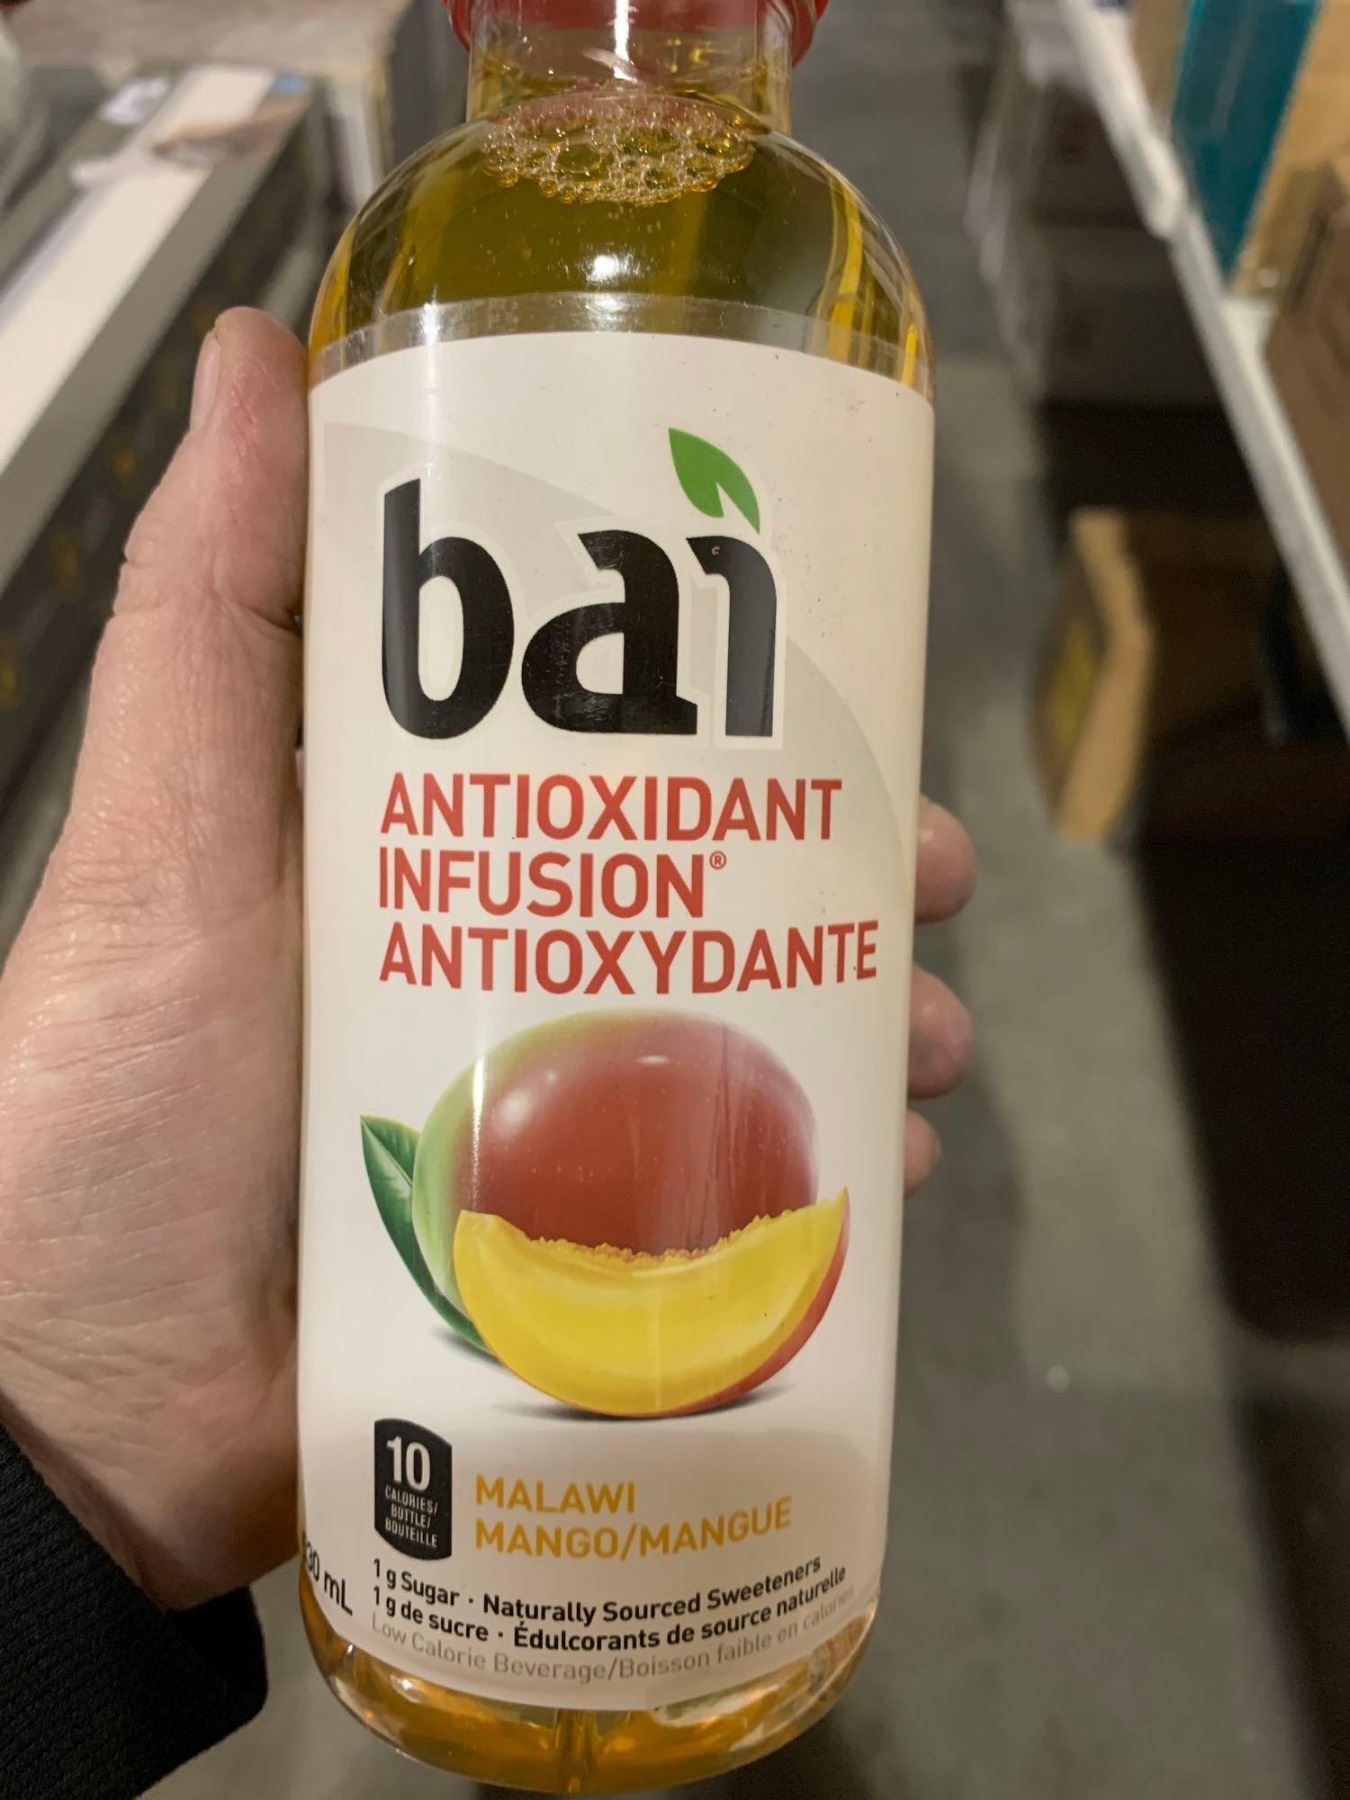 bai
ANTIOXIDANT
INFUSION®
ANTIOXYDANTE
10
CALORIES/
BOTTLE/
BOUTEILLE
MALAWI
MANGO/MANGUE
mL
1 g Sugar · Naturally Sourced Sweeteners
1 g de sucre · Édulcorants de source naturelle
Low Calorie Beverage/Boisson faible en calories